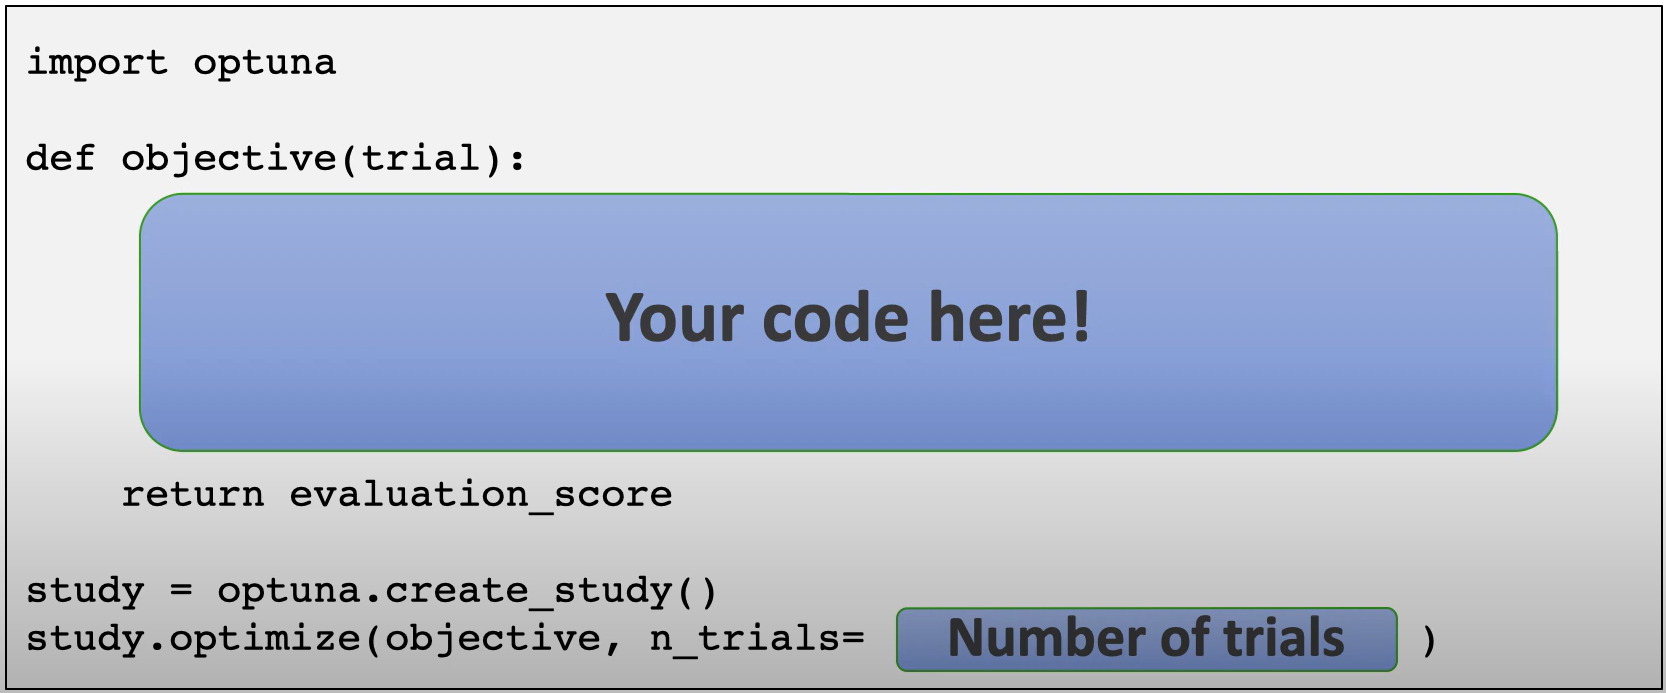 import optuna
def objective(trial):
Your code here!
return evaluation_score
study = optuna.create_study()
study.optimize(objective, n_trials= Number of trials )